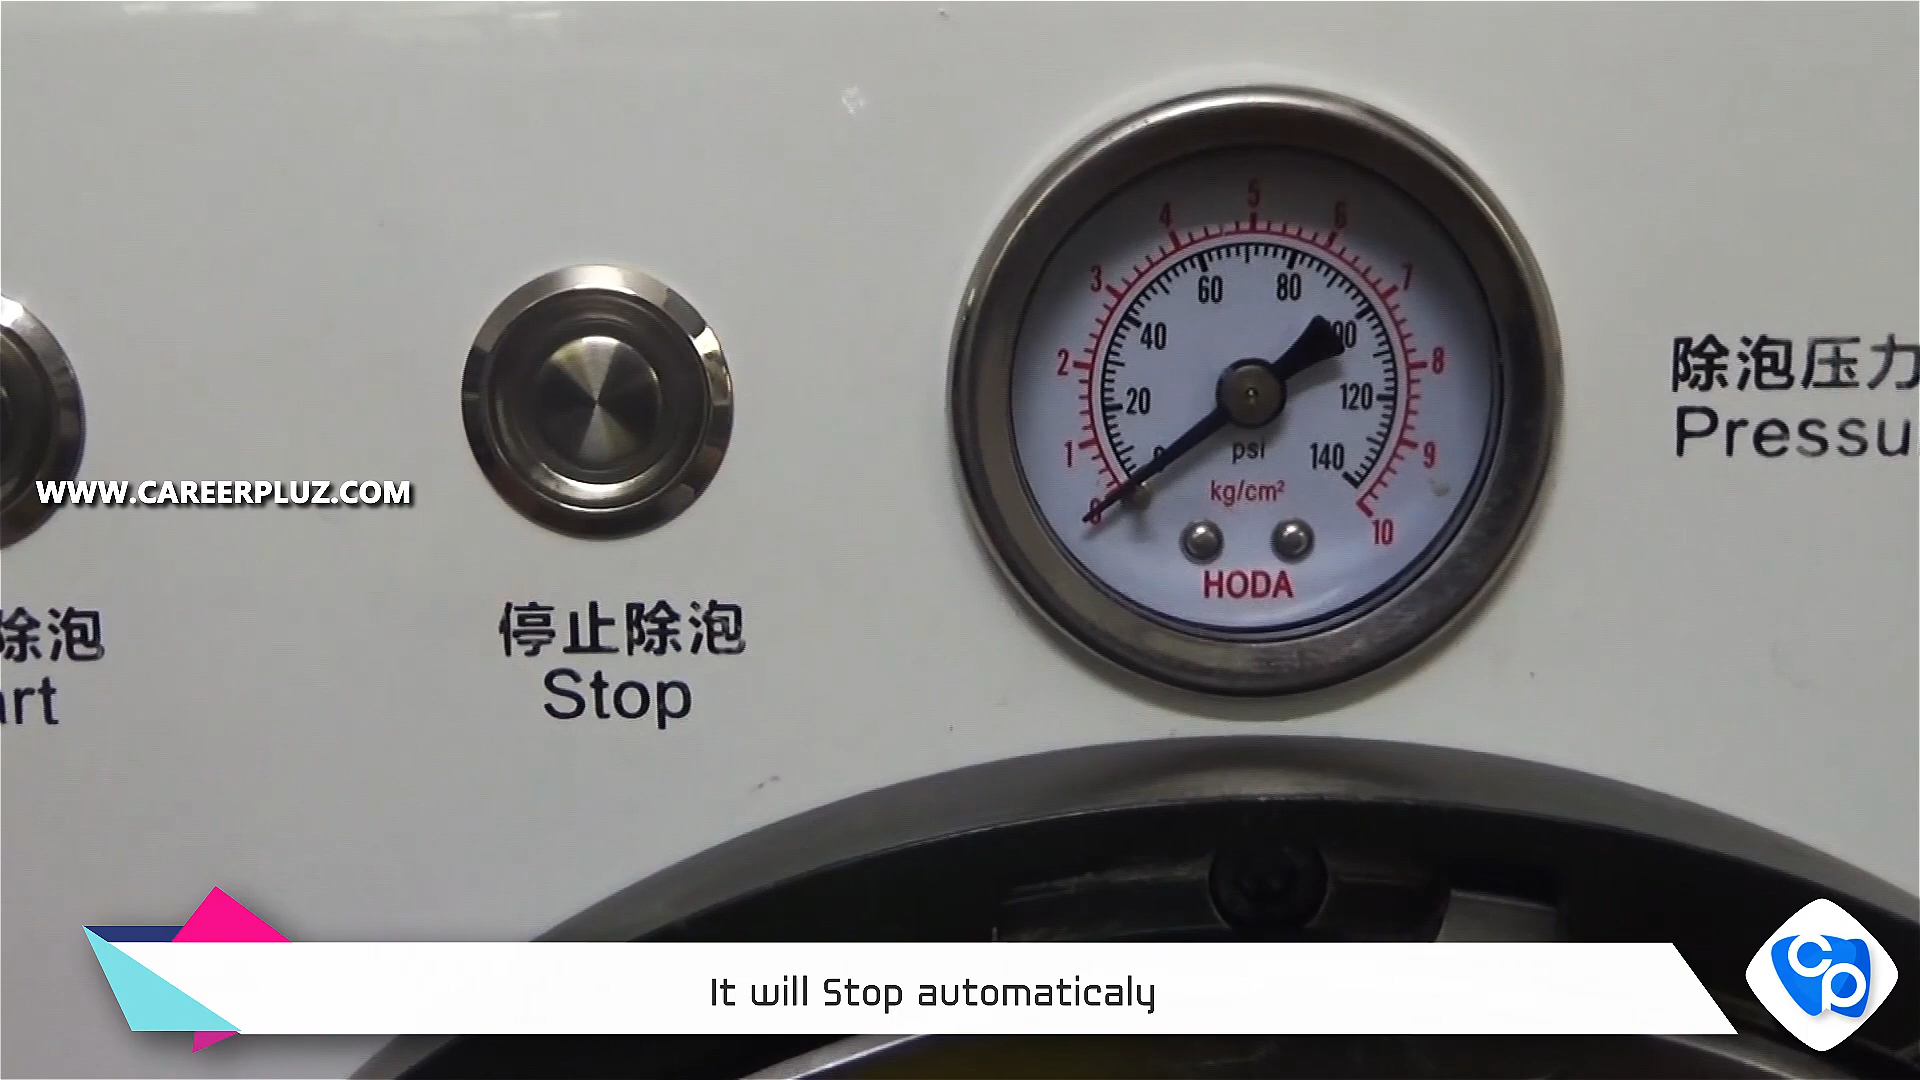 5
4 6
3 7
60 80
40
2 8
20 120
psi
1 140 9
kg/cm²
10
HODA
除泡压力
Pressu
WWW.CAREERPLUZ.COM
除泡
art
停止除泡
Stop
It will Stop automaticaly
cp